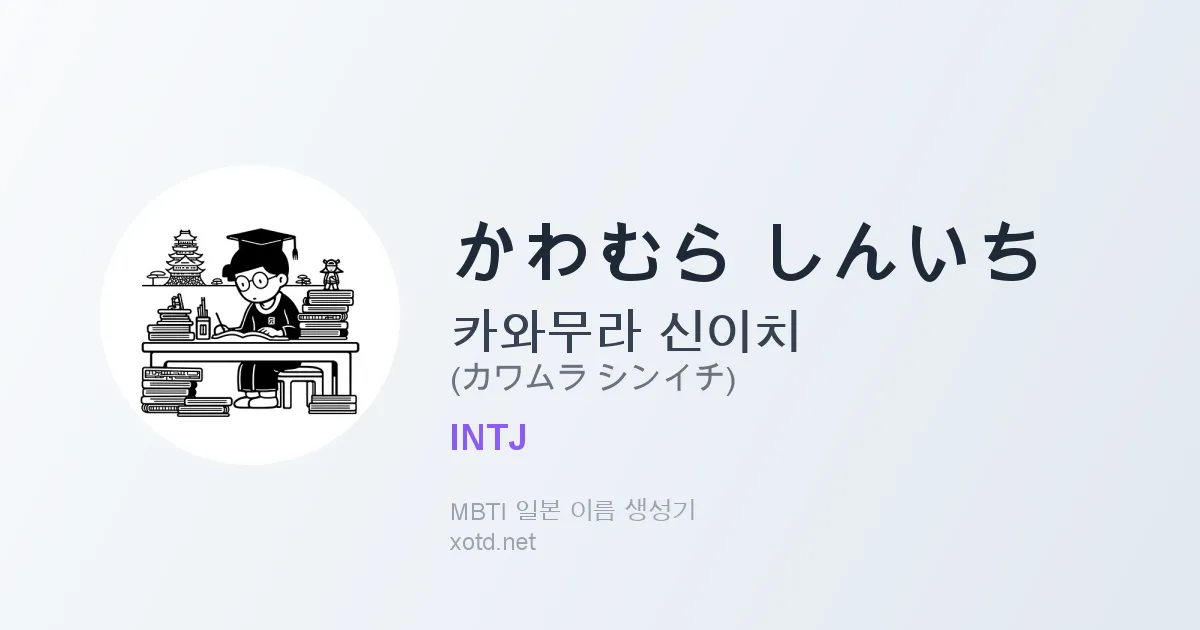 かわむら しんいち
카와무라 신이치
(カワムラ シンイチ)
INTJ
MBTI 일본 이름 생성기
xotd.net